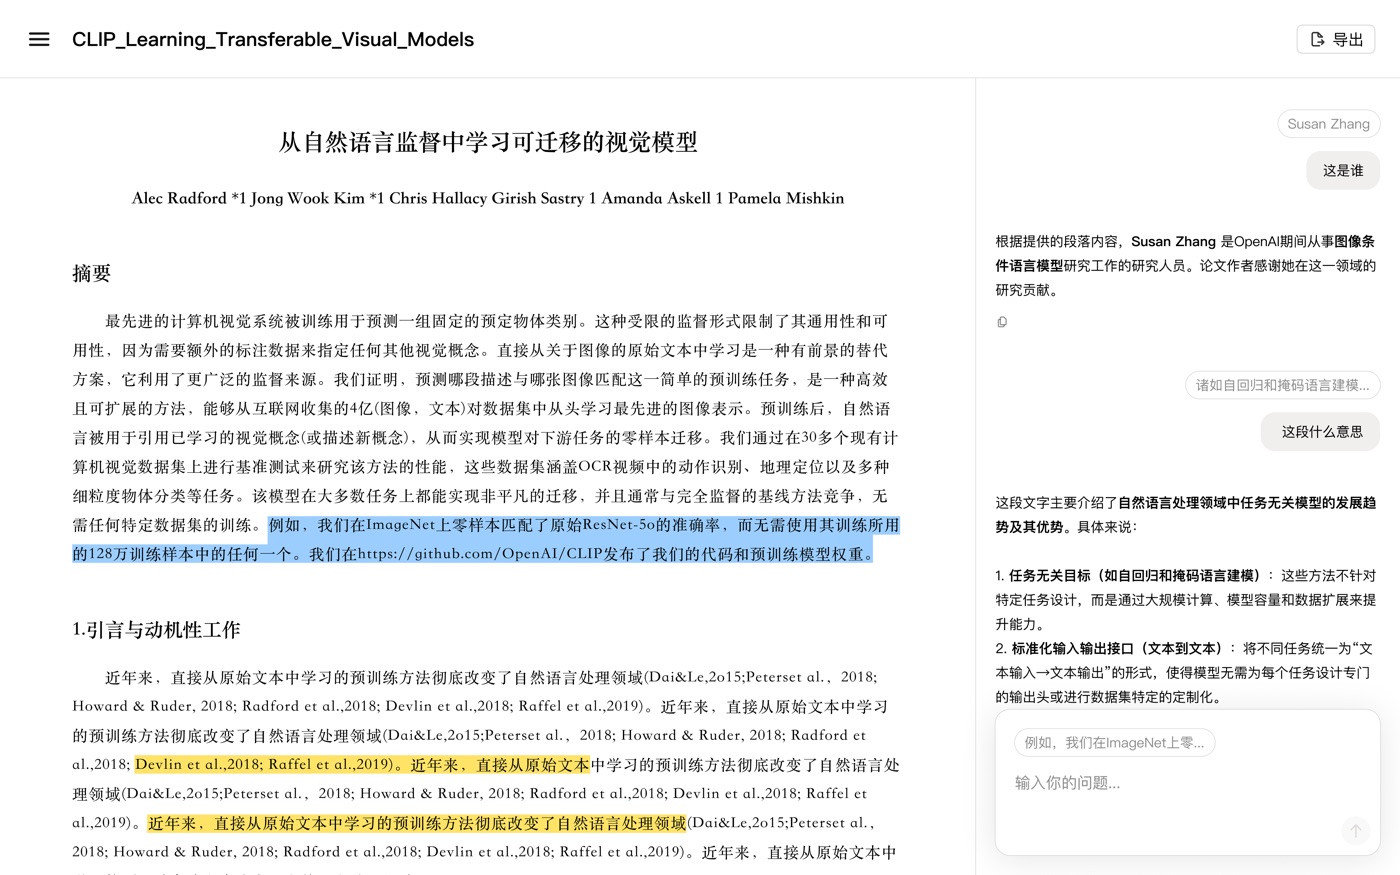 CLIP_Learning_Transferable_Visual_Models
导出
从自然语言监督中学习可迁移的视觉模型
Alec Radford *1 Jong Wook Kim *1 Chris Hallacy Girish Sastry 1 Amanda Askell 1 Pamela Mishkin
摘要
最先进的计算机视觉系统被训练用于预测一组固定的预定物体类别。这种受限的监督形式限制了其通用性和可
用性，因为需要额外的标注数据来指定任何其他视觉概念。直接从关于图像的原始文本中学习是一种有前景的替代
方案，它利用了更广泛的监督来源。我们证明，预测哪段描述与哪张图像匹配这一简单的预训练任务，是一种高效
且可扩展的方法，能够从互联网收集的4亿(图像，文本)对数据集中从头学习最先进的图像表示。预训练后，自然语
言被用于引用已学习的视觉概念(或描述新概念)，从而实现模型对下游任务的零样本迁移。我们通过在30多个现有计
算机视觉数据集上进行基准测试来研究该方法的性能，这些数据集涵盖OCR视频中的动作识别、地理定位以及多种
细粒度物体分类等任务。该模型在大多数任务上都能实现非平凡的迁移，并且通常与完全监督的基线方法竞争，无
需任何特定数据集的训练。例如，我们在ImageNet上零样本匹配了原始ResNet-5o的准确率，而无需使用其训练所用
的128万训练样本中的任何一个。我们在https://github.com/OpenAI/CLIP发布了我们的代码和预训练模型权重。
1.引言与动机性工作
近年来，直接从原始文本中学习的预训练方法彻底改变了自然语言处理领域(Dai&Le,2o15;Peterset al.，2018;
Howard & Ruder, 2018; Radford et al.,2018; Devlin et al.,2018; Raffel et al.,2019)。近年来，直接从原始文本中学习
的预训练方法彻底改变了自然语言处理领域(Dai&Le,2o15;Peterset al.，2018; Howard & Ruder, 2018; Radford et
al.,2018; Devlin et al.,2018; Raffel et al.,2019)。近年来，直接从原始文本中学习的预训练方法彻底改变了自然语言处
理领域(Dai&Le,2o15;Peterset al.，2018; Howard & Ruder, 2018; Radford et al.,2018; Devlin et al.,2018; Raffel et
al.,2019)。近年来，直接从原始文本中学习的预训练方法彻底改变了自然语言处理领域(Dai&Le,2o15;Peterset al.，
2018; Howard & Ruder, 2018; Radford et al.,2018; Devlin et al.,2018; Raffel et al.,2019)。近年来，直接从原始文本中
Susan Zhang
这是谁
根据提供的段落内容，Susan Zhang 是OpenAI期间从事图像条
件语言模型研究工作的研究人员。论文作者感谢她在这一领域的
研究贡献。
诸如自回归和掩码语言建模...
这段什么意思
这段文字主要介绍了自然语言处理领域中任务无关模型的发展趋
势及其优势。具体来说：
1. 任务无关目标（如自回归和掩码语言建模）：这些方法不针对
特定任务设计，而是通过大规模计算、模型容量和数据扩展来提
升能力。
2. 标准化输入输出接口（文本到文本）：将不同任务统一为“文
本输入→文本输出”的形式，使得模型无需为每个任务设计专门
的输出头或进行数据集特定的定制化。
例如，我们在ImageNet上零...
输入你的问题...